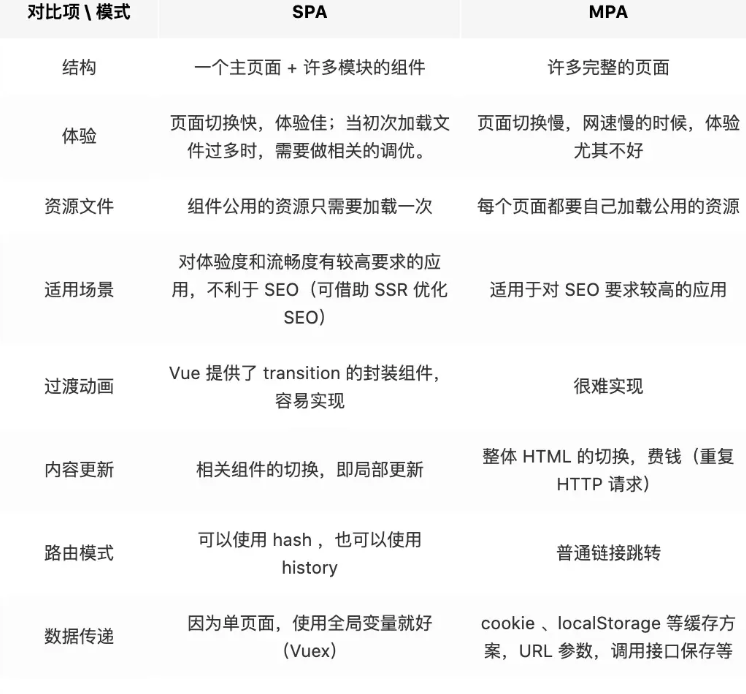 对比项 \ 模式 SPA MPA
结构 一个主页面 + 许多模块的组件 许多完整的页面
体验 页面切换快，体验佳；当初次加载文
件过多时，需要做相关的调优。
页面切换慢，网速慢的时候，体验
尤其不好
资源文件 组件公用的资源只需要加载一次 每个页面都要自己加载公用的资源
适用场景 对体验度和流畅度有较高要求的应
用，不利于 SEO（可借助 SSR 优化
SEO）
适用于对 SEO 要求较高的应用
过渡动画 Vue 提供了 transition 的封装组件，
容易实现
很难实现
内容更新 相关组件的切换，即局部更新 整体 HTML 的切换，费钱（重复
HTTP 请求）
路由模式 可以使用 hash ，也可以使用
history
普通链接跳转
数据传递 因为单页面，使用全局变量就好
（Vuex）
cookie 、localStorage 等缓存方
案，URL 参数，调用接口保存等